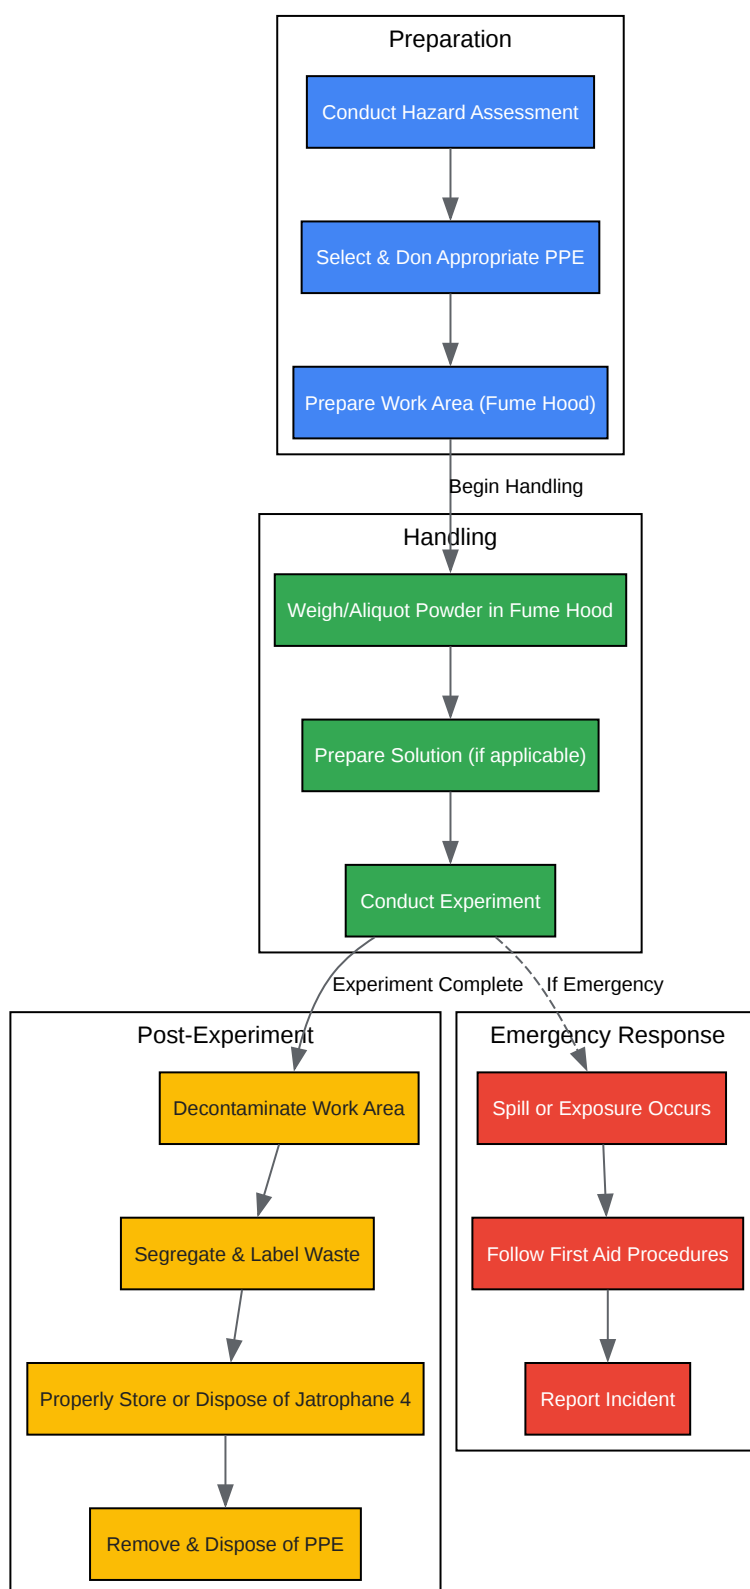 Preparation
Conduct Hazard Assessment
Select & Don Appropriate PPE
Prepare Work Area (Fume Hood)
Begin Handling
Handling
Weigh/Aliquot Powder in Fume Hood
Prepare Solution (if applicable)
Conduct Experiment
Experiment Complete
If Emergency
Post-Experiment
Decontaminate Work Area
Segregate & Label Waste
Properly Store or Dispose of Jatrophane 4
Remove & Dispose of PPE
Emergency Response
Spill or Exposure Occurs
Follow First Aid Procedures
Report Incident